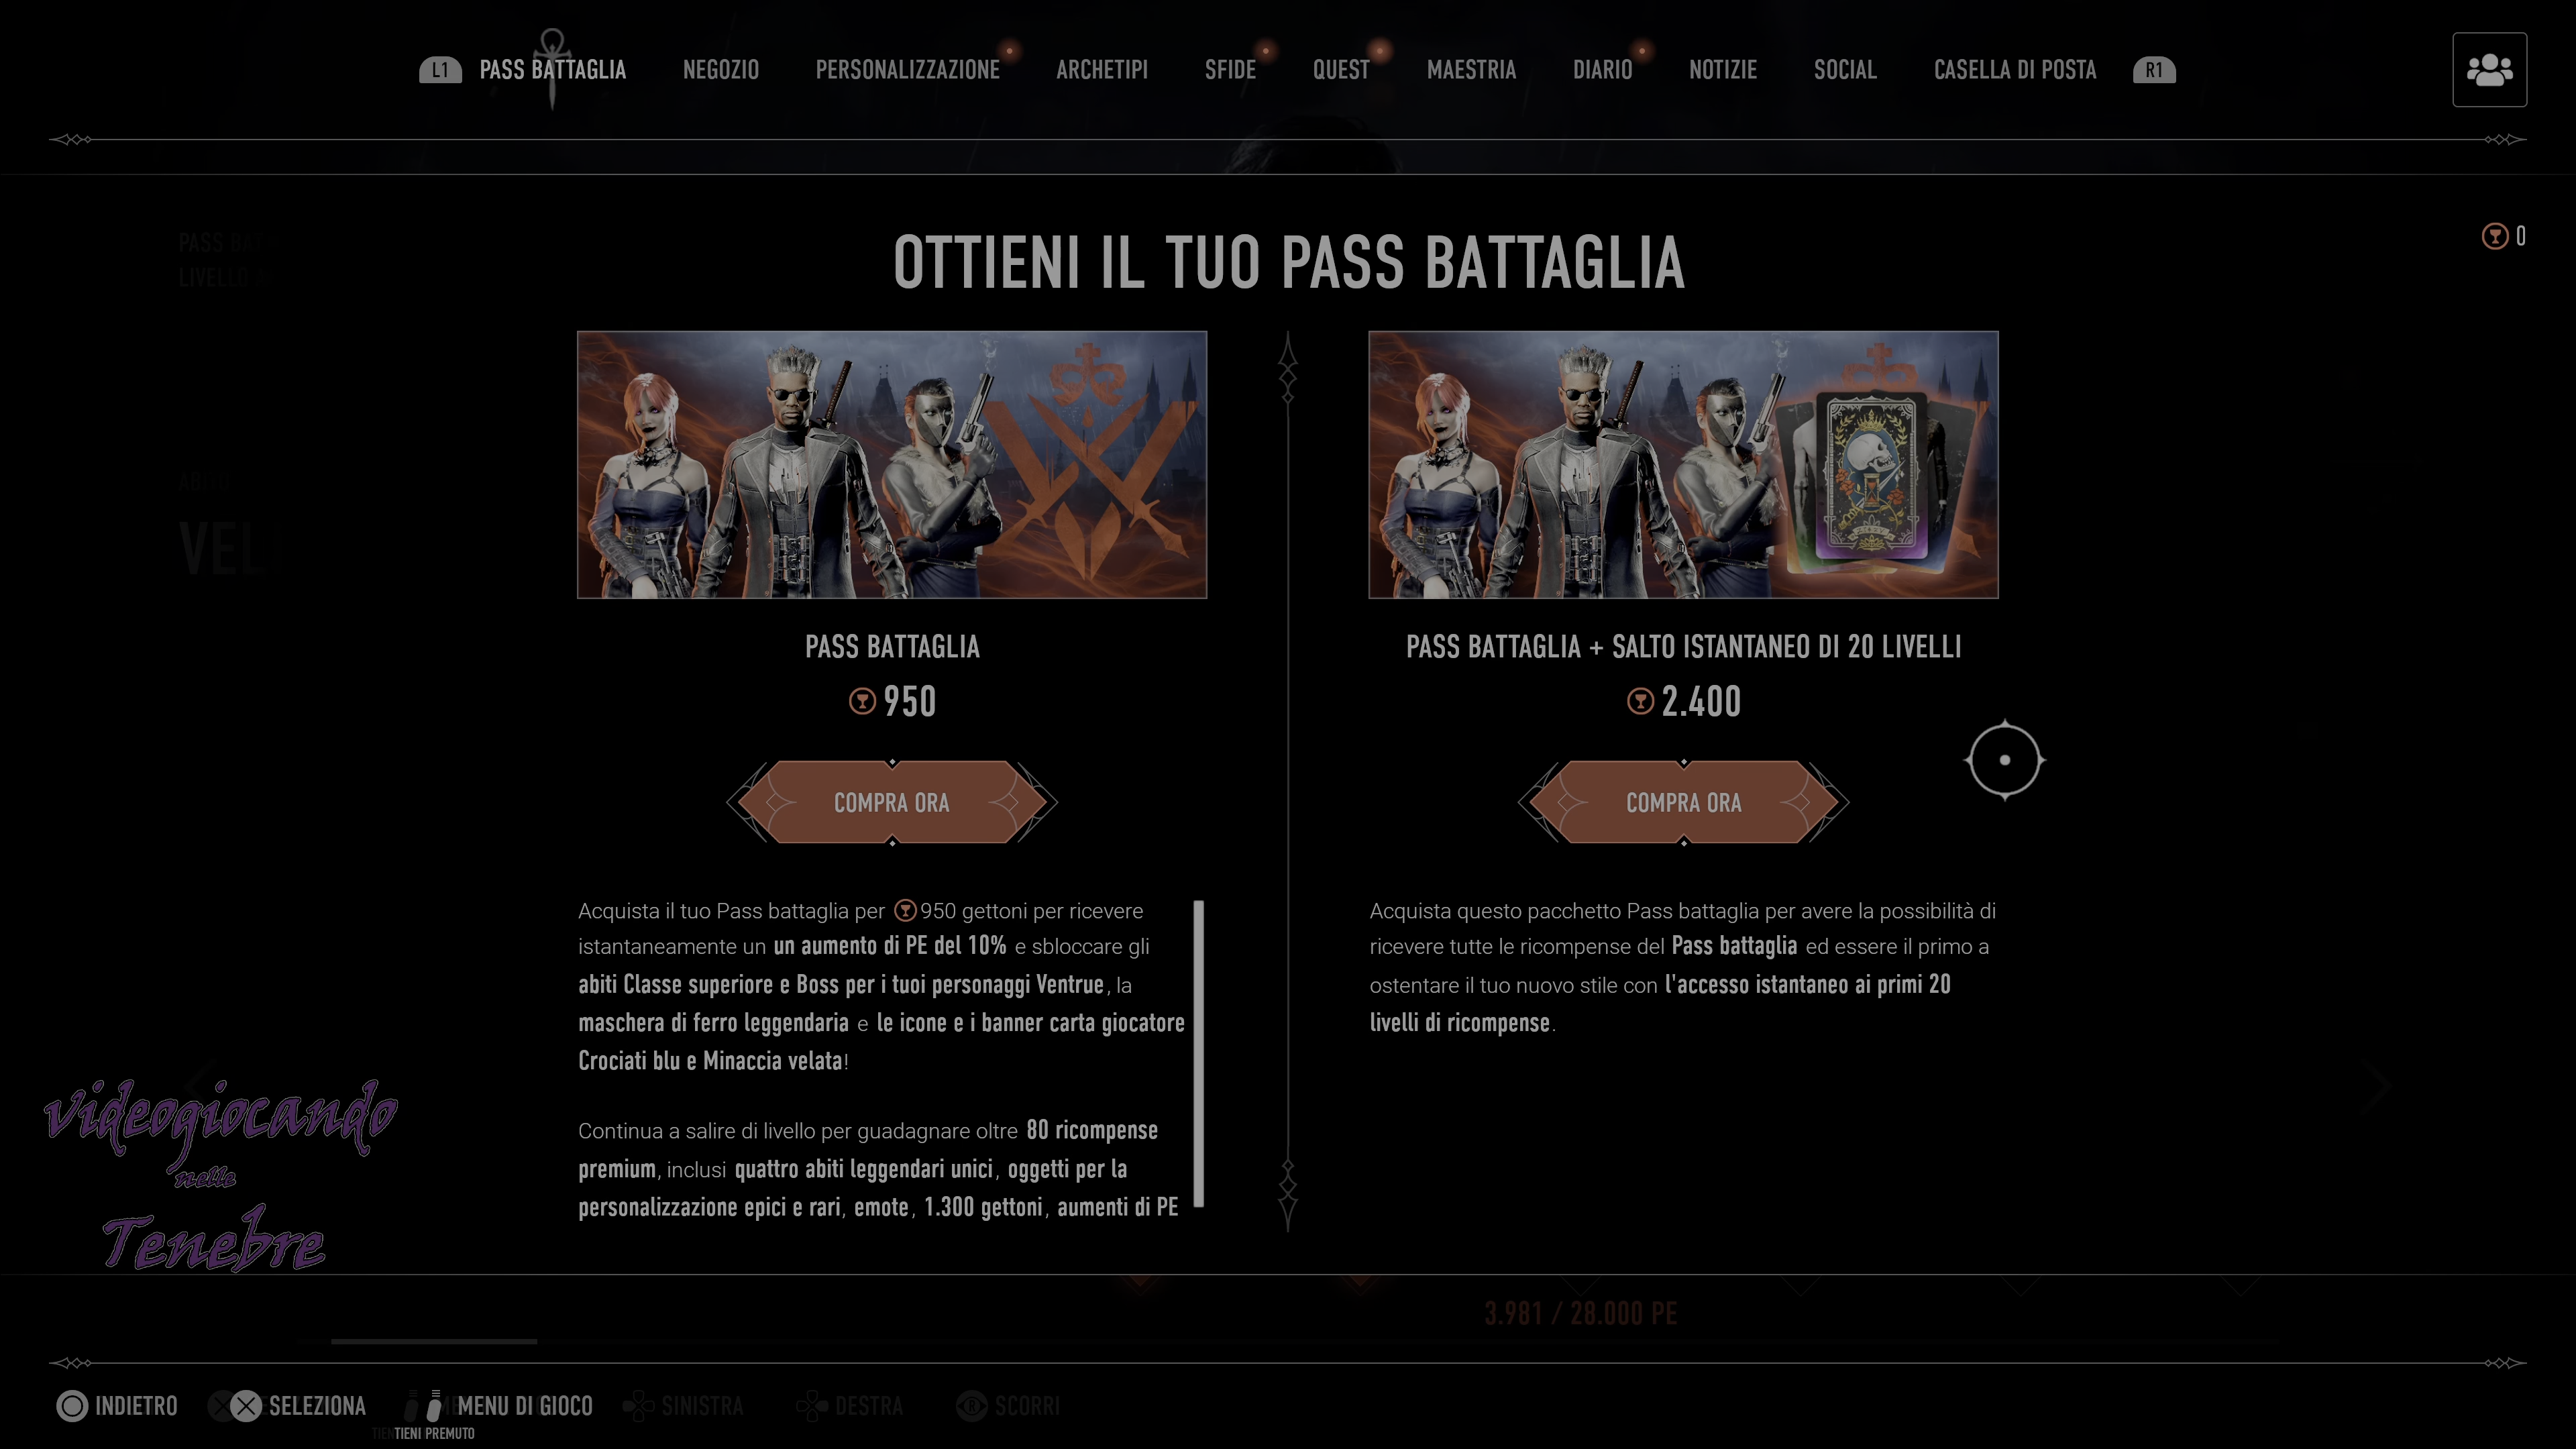 L1 PASS BATTAGLIA NEGOZIO PERSONALIZZAZIONE ARCHETIPI SFIDE QUEST MAESTRIA DIARIO NOTIZIE SOCIAL CASELLA DI POSTA R1
0
PASS BAT
LIVELLO
OTTIENI IL TUO PASS BATTAGLIA
VEL
PASS BATTAGLIA
950
COMPRA ORA
Acquista il tuo Pass battaglia per 950 gettoni per ricevere
istantaneamente un un aumento di PE del 10% e sbloccare gli
abiti Classe superiore e Boss per i tuoi personaggi Ventrue, la
maschera di ferro leggendaria e le icone e i banner carta giocatore
Crociati blu e Minaccia velata!
Continua a salire di livello per guadagnare oltre 80 ricompense
premium, inclusi quattro abiti leggendari unici, oggetti per la
personalizzazione epici e rari, emote, 1.300 gettoni, aumenti di PE
PASS BATTAGLIA + SALTO ISTANTANEO DI 20 LIVELLI
2.400
COMPRA ORA
Acquista questo pacchetto Pass battaglia per avere la possibilità di
ricevere tutte le ricompense del Pass battaglia ed essere il primo a
ostentare il tuo nuovo stile con l'accesso istantaneo ai primi 20
livelli di ricompense.
videogiocando
nelle
Tenebre
3.981 / 28.000 PE
INDIETRO SELEZIONA MENU DI GIOCO SINISTRA DESTRA SCORRI
TIENI PREMUTO